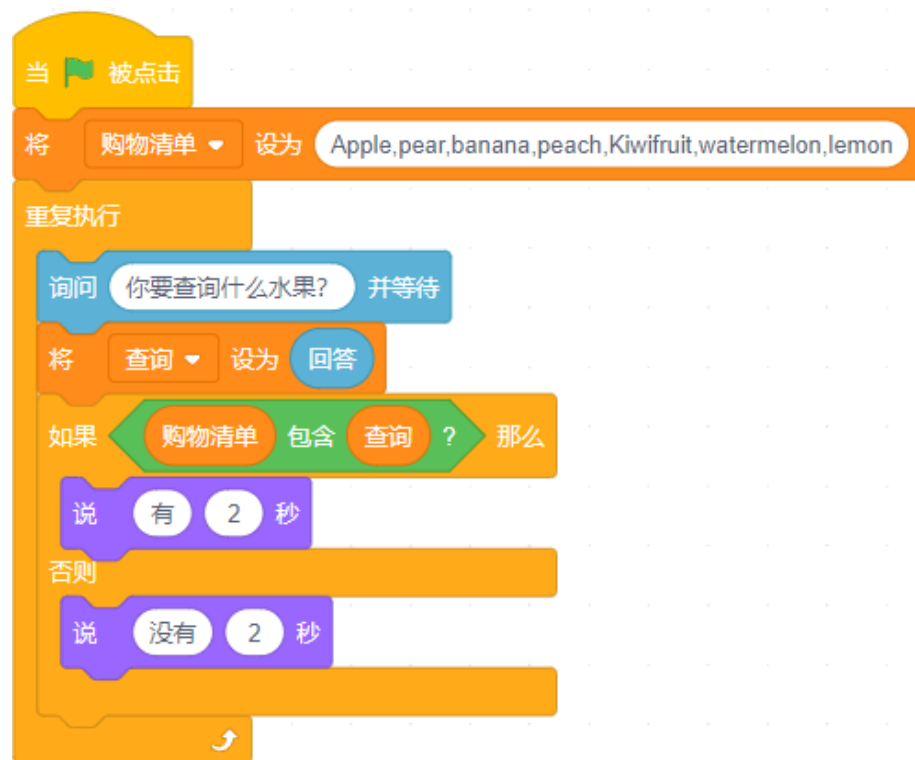 当 被点击
将 购物清单 设为 Apple,pear,banana,peach,Kiwifruit,watermelon,lemon
重复执行
询问 你要查询什么水果? 并等待
将 查询 设为 回答
如果 购物清单 包含 查询 ? 那么
说 有 2 秒
否则
说 没有 2 秒